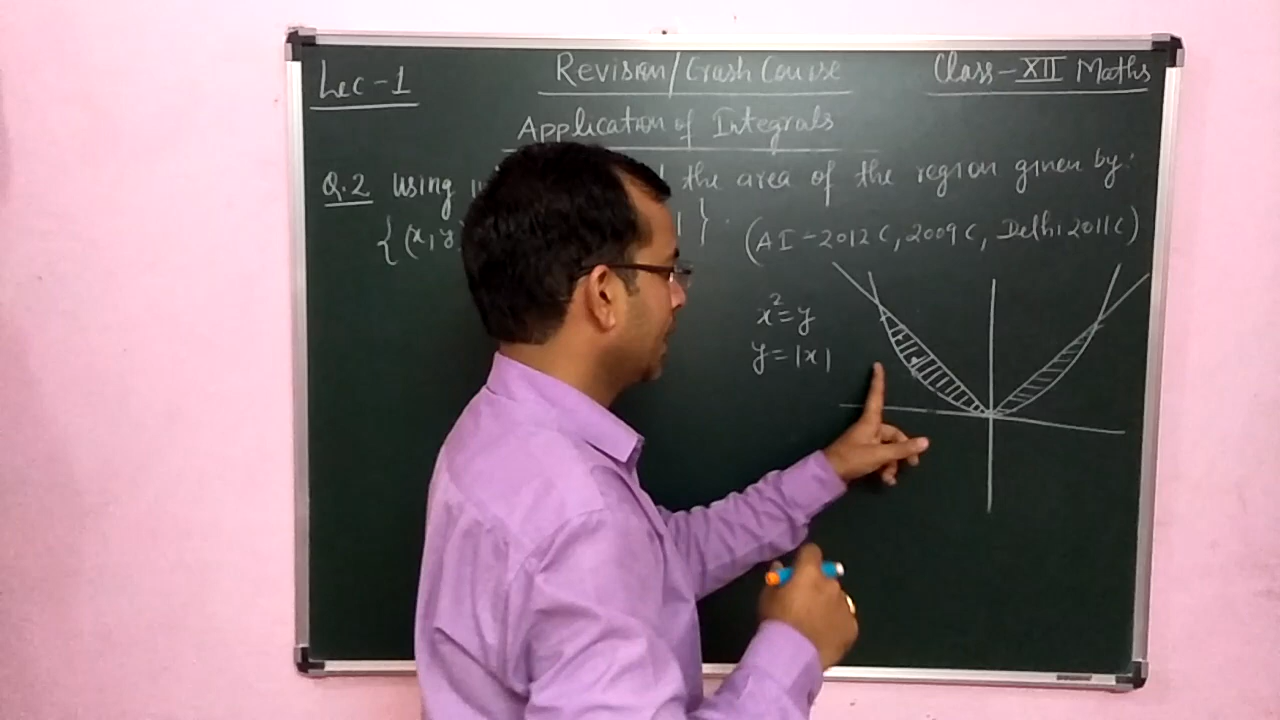 Lec-1 Revision/Crash Course Class-XII Maths
Application of Integrals
Q.2 using the area of the region given by:
{(x,y) | } . (AI-2012C, 2009C, Delhi 2011C)
x² = y
y = |x|